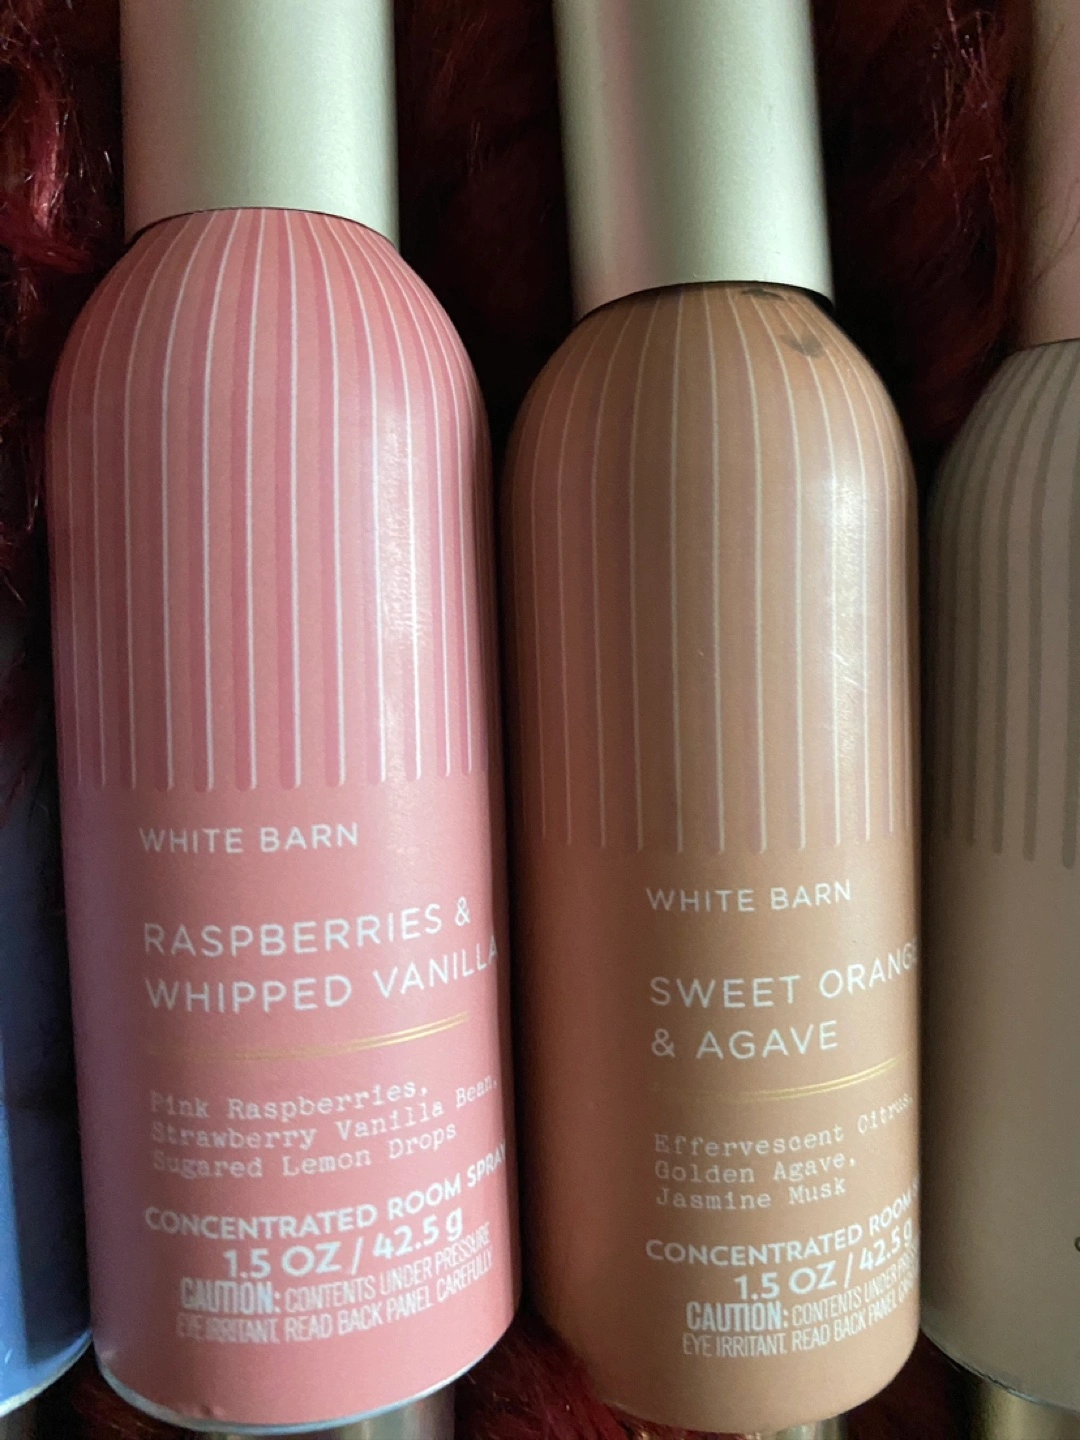 WHITE BARN
RASPBERRIES &
WHIPPED VANILLA
Pink Raspberries,
Strawberry Vanilla Bean,
Sugared Lemon Drops
CONCENTRATED ROOM SPRAY
1.5 OZ / 42.5 g
CAUTION: CONTENTS UNDER PRESSURE
EYE IRRITANT. READ BACK PANEL CAREFULLY
WHITE BARN
SWEET ORANGE
& AGAVE
Effervescent Citrus,
Golden Agave,
Jasmine Musk
CONCENTRATED ROOM
1.5 OZ / 42.5 g
CAUTION: CONTENTS UNDER
EYE IRRITANT. READ BACK PANEL